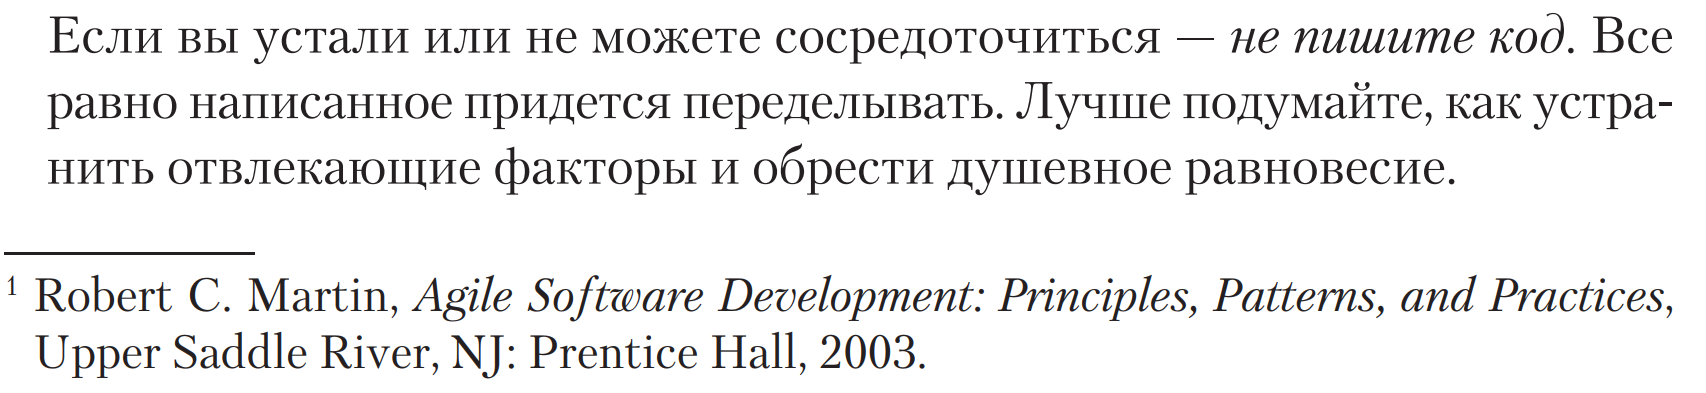 Если вы устали или не можете сосредоточиться — не пишите код. Все
равно написанное придется переделывать. Лучше подумайте, как устра-
нить отвлекающие факторы и обрести душевное равновесие.
1 Robert C. Martin, Agile Software Development: Principles, Patterns, and Practices,
Upper Saddle River, NJ: Prentice Hall, 2003.